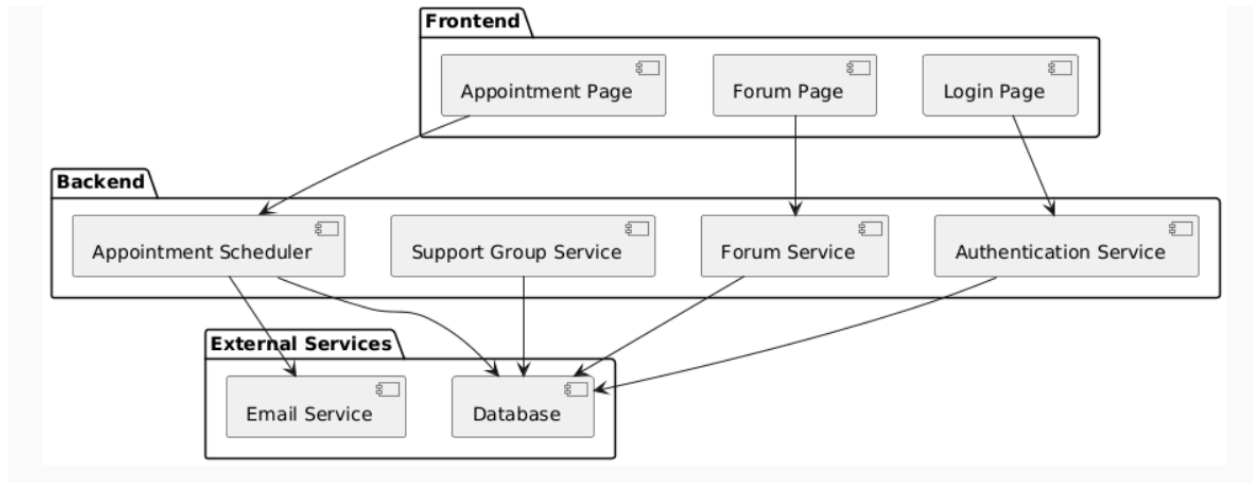 Frontend
Appointment Page
Forum Page
Login Page
Backend
Appointment Scheduler
Support Group Service
Forum Service
Authentication Service
External Services
Email Service
Database